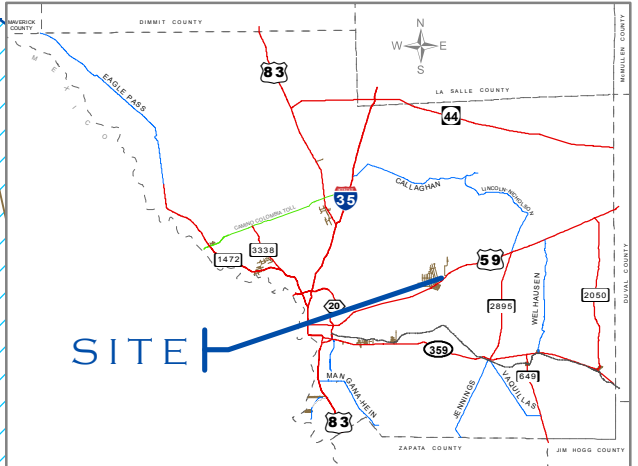 MAVERICK
COUNTY
DIMMIT COUNTY
N
W E
S
McMULLEN COUNTY
MEXICO
EAGLE PASS
83
LA SALLE COUNTY
44
CALLAGHAN
LINCOLN-NICHOLSON
35
CAMINO COLOMBIA TOLL
3338
1472
59
DUVAL COUNTY
20
2895
WELHAUSEN
2050
SITE
359
649
MANGANA-HEIN
JENNINGS
VAQUILLAS
83
ZAPATA COUNTY
JIM HOGG COUNTY